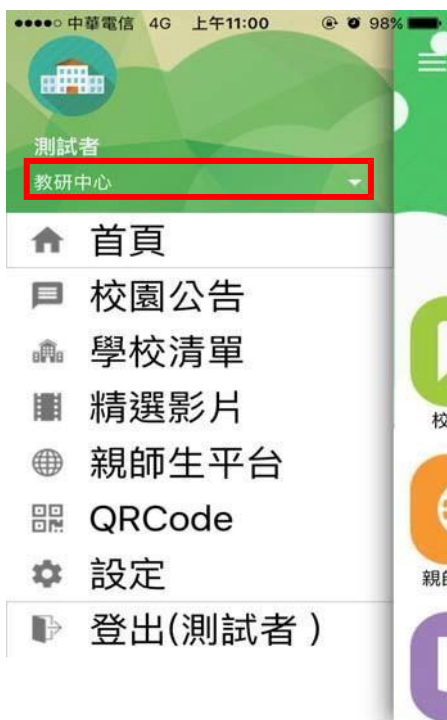 中華電信 4G 上午11:00 98%
測試者
教研中心
首頁
校園公告
學校清單
精選影片
親師生平台
QRCode
設定
登出(測試者 )
校
親